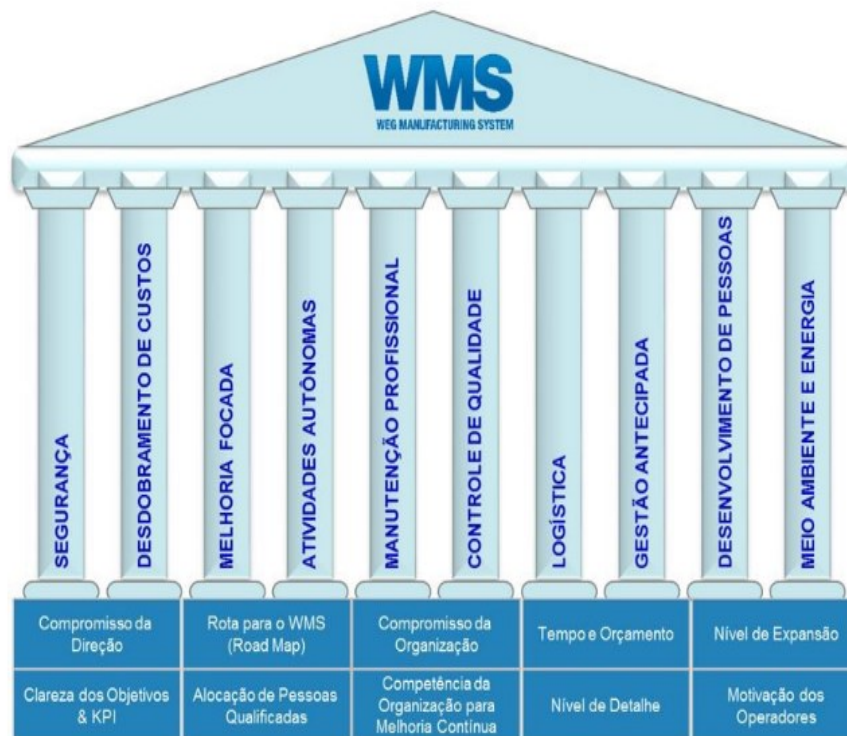 WMS
WEG MANUFACTURING SYSTEM
SEGURANÇA
DESDOBRAMENTO DE CUSTOS
MELHORIA FOCADA
ATIVIDADES AUTÔNOMAS
MANUTENÇÃO PROFISSIONAL
CONTROLE DE QUALIDADE
LOGÍSTICA
GESTÃO ANTECIPADA
DESENVOLVIMENTO DE PESSOAS
MEIO AMBIENTE E ENERGIA
Compromisso da
Direção
Rota para o WMS
(Road Map)
Compromisso da
Organização
Tempo e Orçamento
Nível de Expansão
Clareza dos Objetivos
& KPI
Alocação de Pessoas
Qualificadas
Competência da
Organização para
Melhoria Contínua
Nível de Detalhe
Motivação dos
Operadores